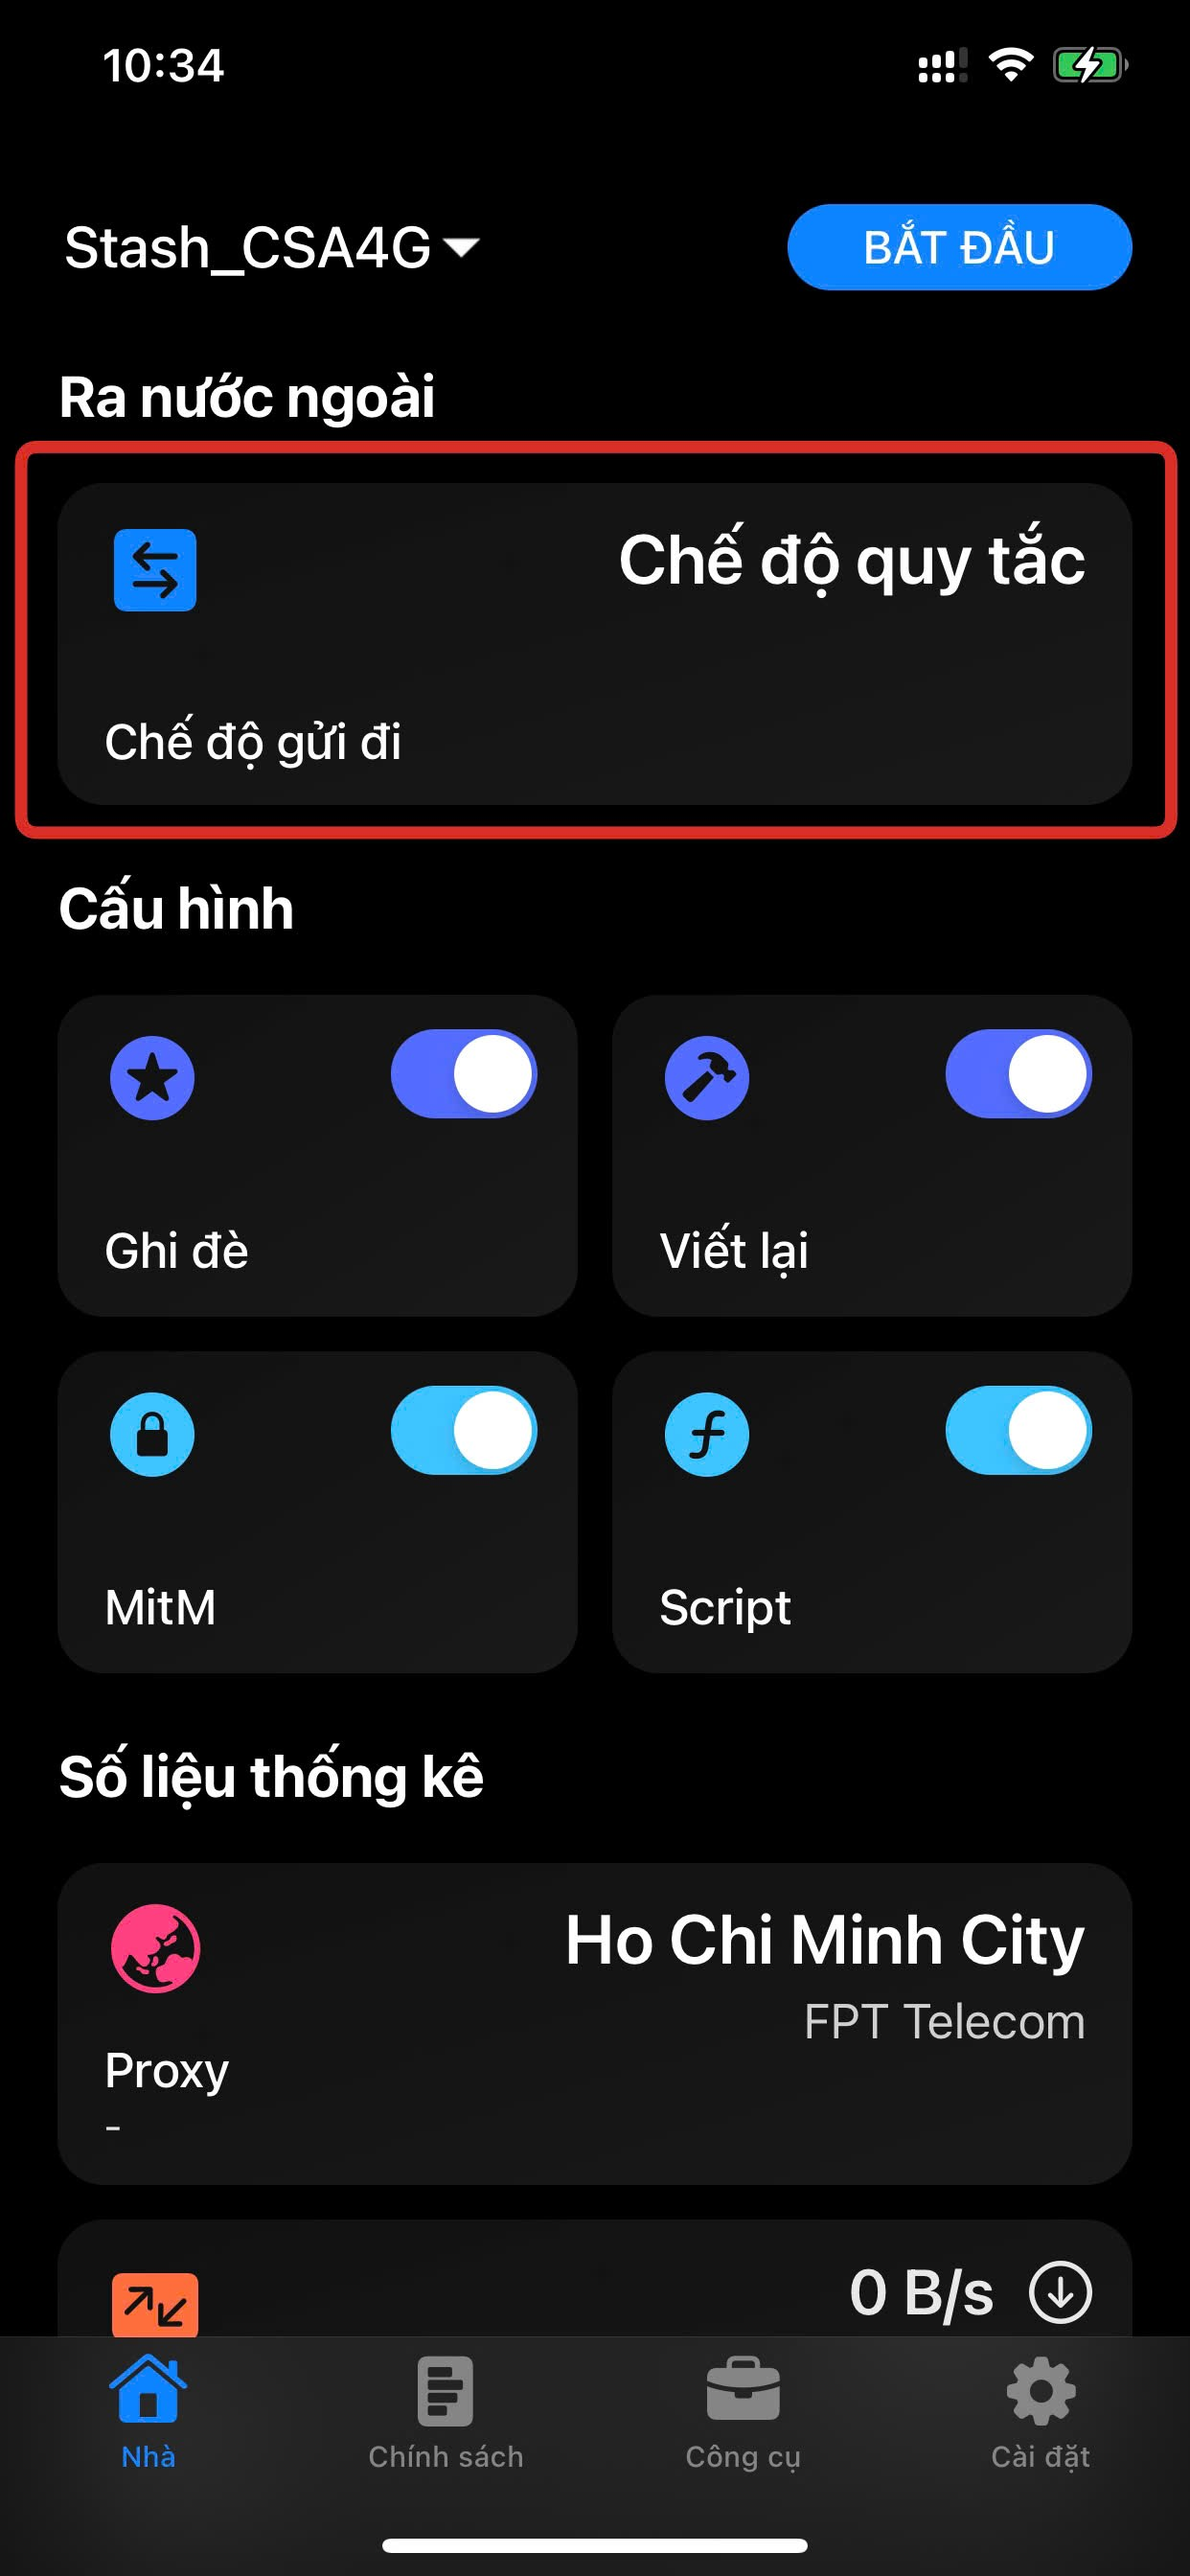 10:34
Stash_CSA4G
BẮT ĐẦU
Ra nước ngoài
Chế độ quy tắc
Chế độ gửi đi
Cấu hình
Ghi đè
Viết lại
MitM
Script
Số liệu thống kê
Ho Chi Minh City
FPT Telecom
Proxy
-
0 B/s
Nhà
Chính sách
Công cụ
Cài đặt